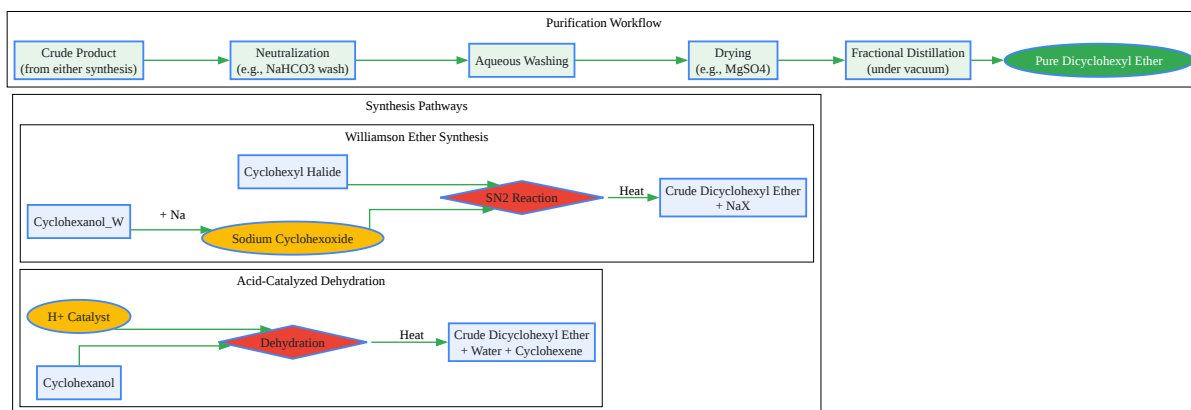 Purification Workflow
Crude Product
(from either synthesis)
Neutralization
(e.g., NaHCO3 wash)
Aqueous Washing
Drying
(e.g., MgSO4)
Fractional Distillation
(under vacuum)
Pure Dicyclohexyl Ether
Synthesis Pathways
Williamson Ether Synthesis
Cyclohexyl Halide
Cyclohexanol_W
+ Na
Sodium Cyclohexoxide
SN2 Reaction
Heat
Crude Dicyclohexyl Ether
+ NaX
Acid-Catalyzed Dehydration
H+ Catalyst
Cyclohexanol
Dehydration
Heat
Crude Dicyclohexyl Ether
+ Water + Cyclohexene